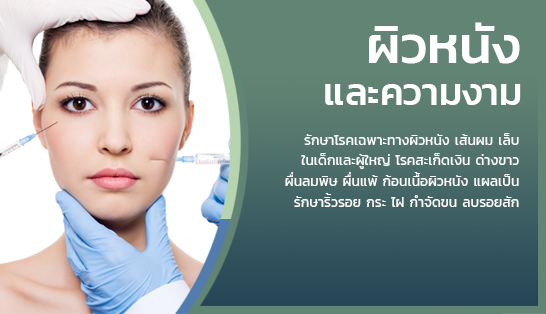 ผิวหนัง
และความงาม
รักษาโรคเฉพาะทางผิวหนัง เส้นผม เล็บ
ในเด็กและผู้ใหญ่ โรคสะเก็ดเงิน ด่างขาว
ผื่นลมพิษ ผื่นแพ้ ก้อนเนื้อผิวหนัง แผลเป็น
รักษาริ้วรอย กระ ไฝ กำจัดขน ลบรอยสัก